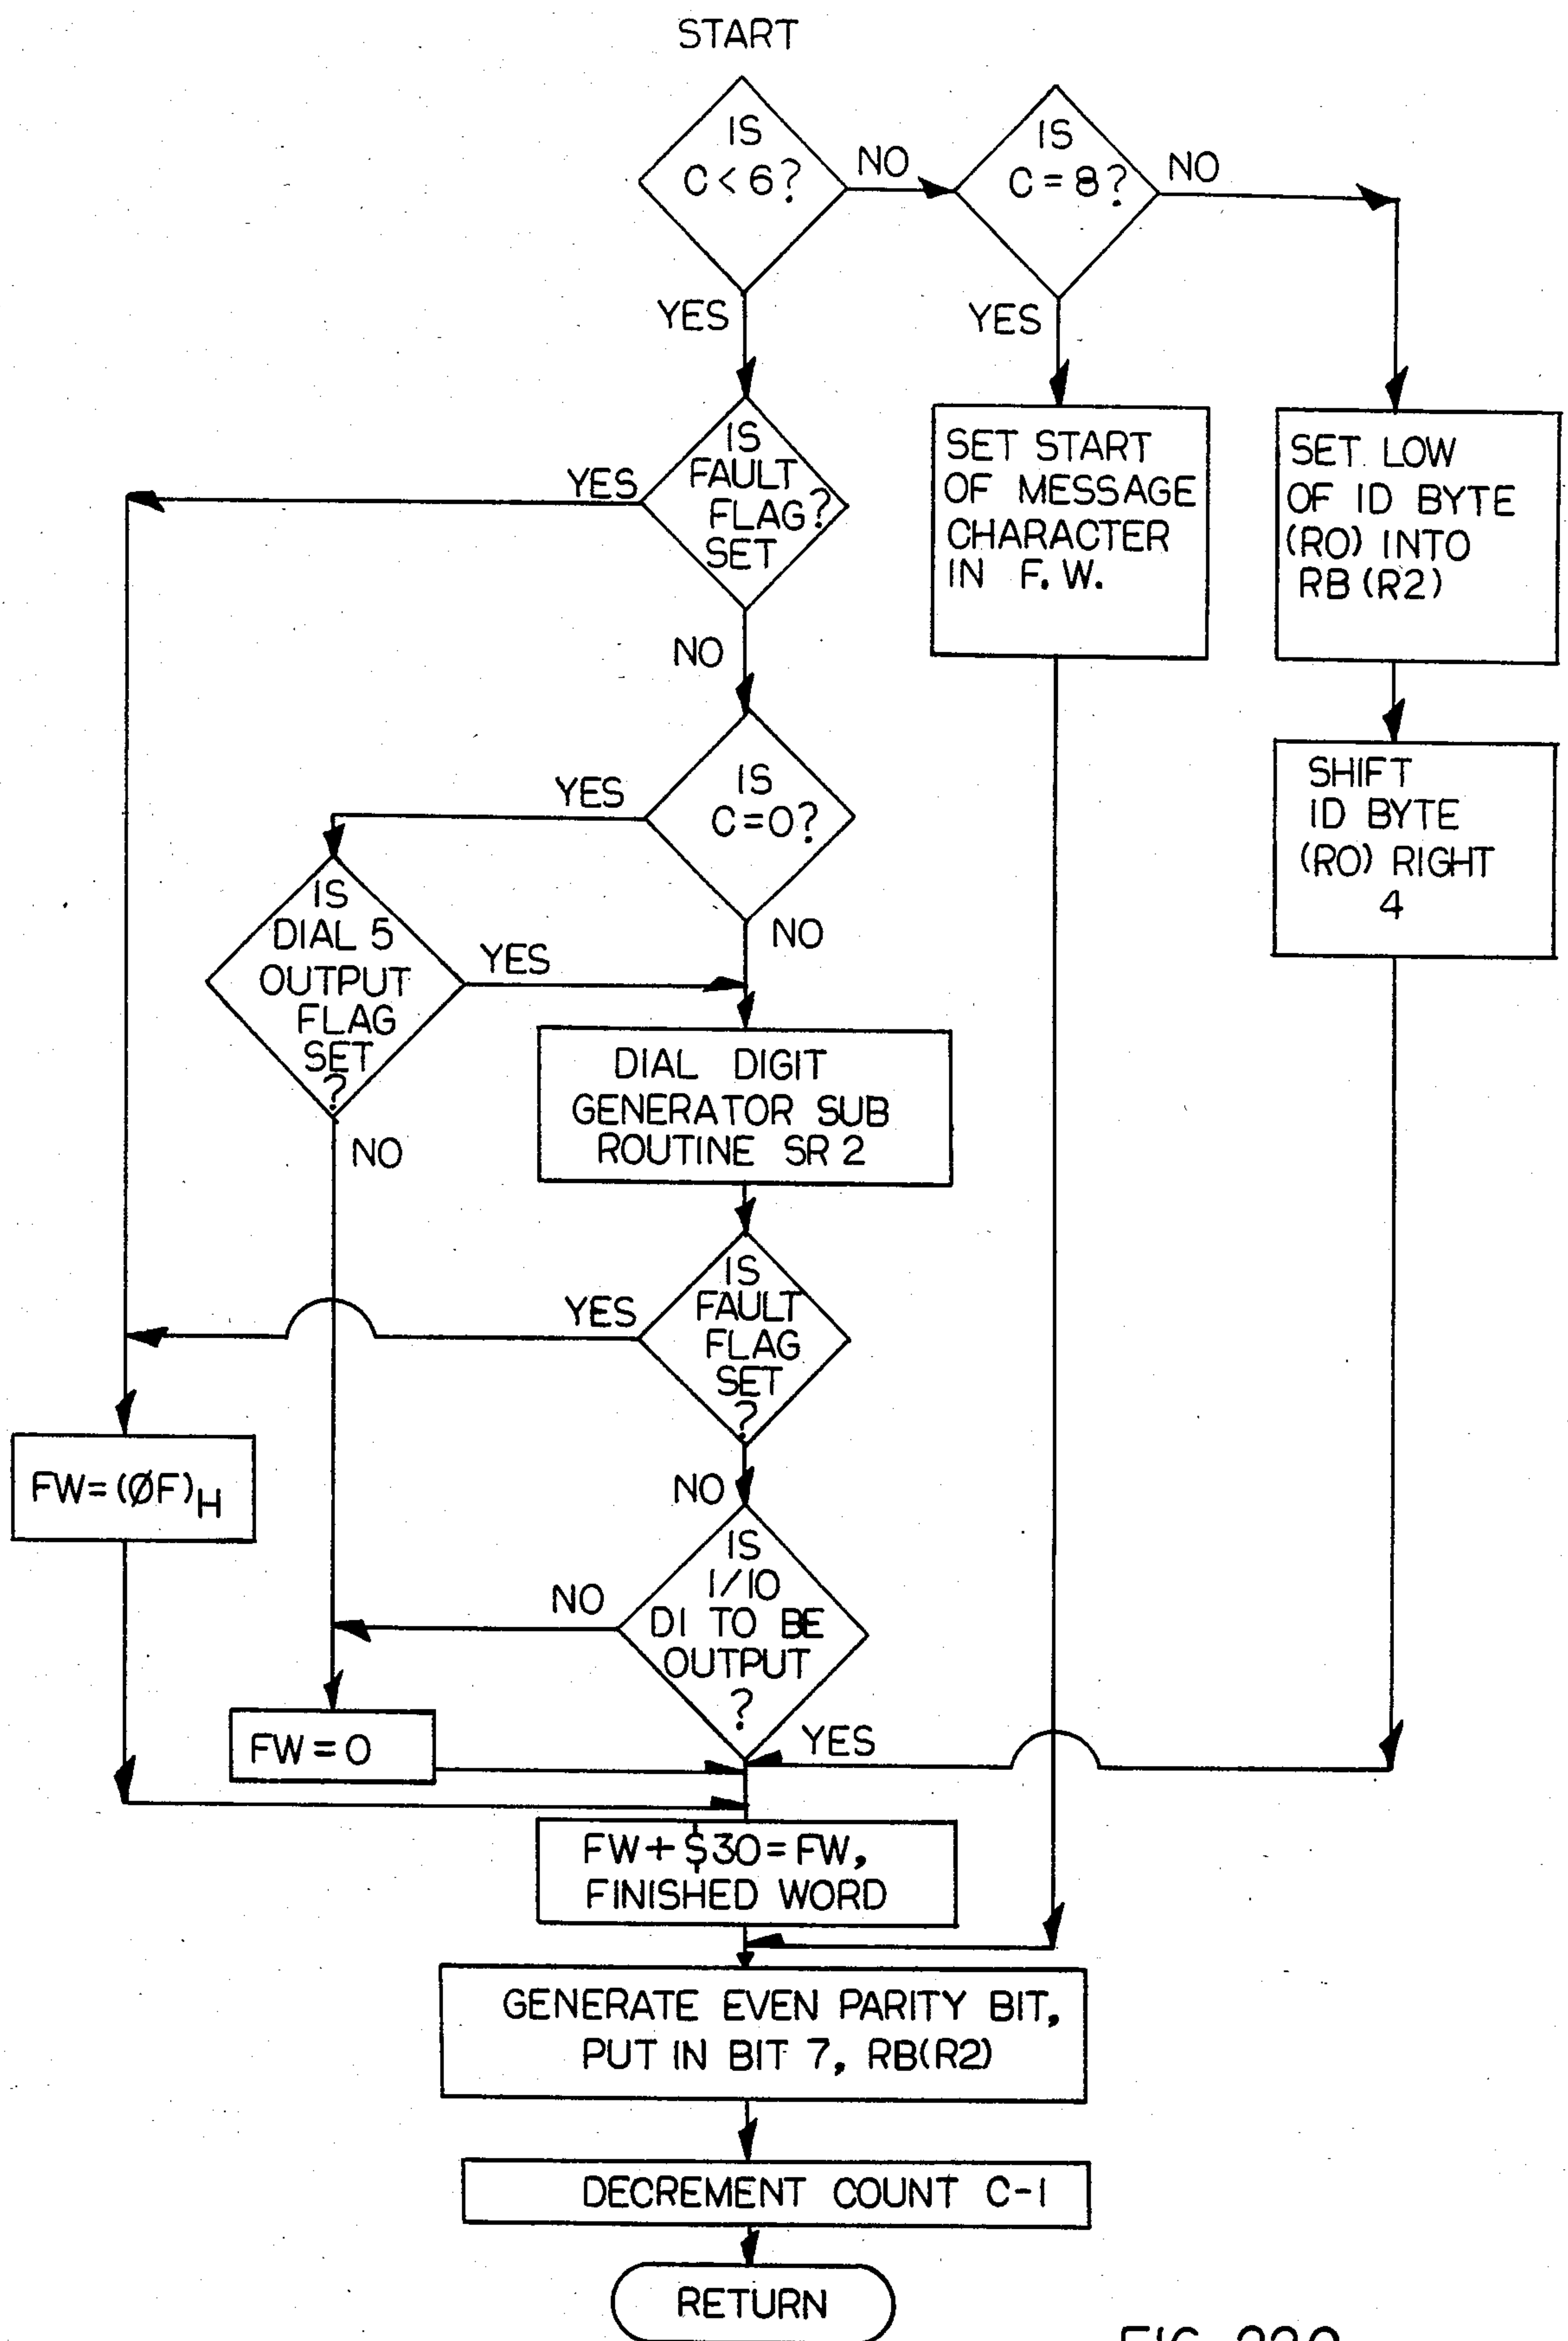 START
IS
C < 6?
NO
IS
C = 8?
NO
YES
YES
IS
FAULT
FLAG?
SET
YES
NO
SET START
OF MESSAGE
CHARACTER
IN F.W.
SET LOW
OF ID BYTE
(RO) INTO
RB (R2)
SHIFT
ID BYTE
(RO) RIGHT
4
IS
C=0?
YES
NO
IS
DIAL 5
OUTPUT
FLAG
SET
?
YES
NO
DIAL DIGIT
GENERATOR SUB
ROUTINE SR 2
IS
FAULT
FLAG
SET
?
YES
NO
FW=(ØF)H
IS
1/10
D1 TO BE
OUTPUT
?
NO
YES
FW=0
FW+$30=FW,
FINISHED WORD
GENERATE EVEN PARITY BIT,
PUT IN BIT 7, RB(R2)
DECREMENT COUNT C-1
RETURN